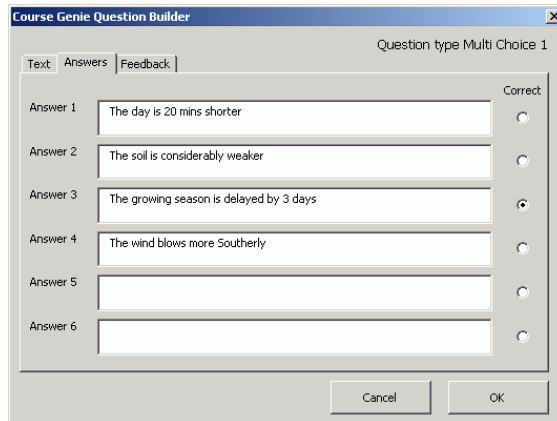 Course Genie Question Builder
Question type Multi Choice 1
Text Answers Feedback
Correct
Answer 1 The day is 20 mins shorter
Answer 2 The soil is considerably weaker
Answer 3 The growing season is delayed by 3 days
Answer 4 The wind blows more Southerly
Answer 5
Answer 6
Cancel OK